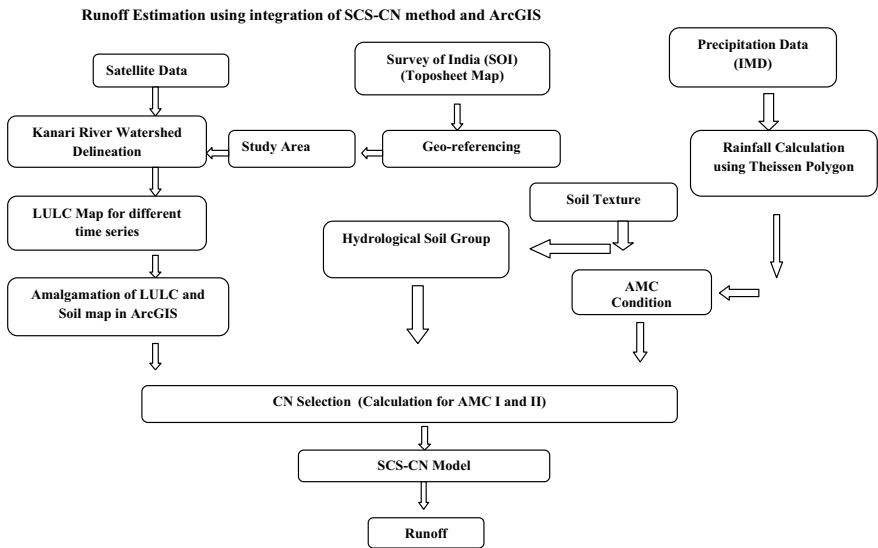 Runoff Estimation using integration of SCS-CN method and ArcGIS
Satellite Data
Survey of India (SOI)
(Toposheet Map)
Precipitation Data
(IMD)
Kanari River Watershed
Delineation
Study Area
Geo-referencing
Rainfall Calculation
using Theissen Polygon
Soil Texture
LULC Map for different
time series
Hydrological Soil Group
Amalgamation of LULC and
Soil map in ArcGIS
AMC
Condition
CN Selection (Calculation for AMC I and II)
SCS-CN Model
Runoff